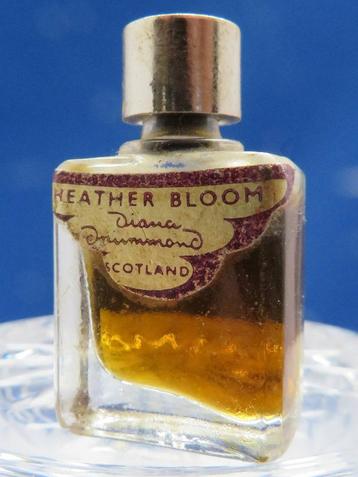 HEATHER BLOOM
Diana
Drummond
SCOTLAND